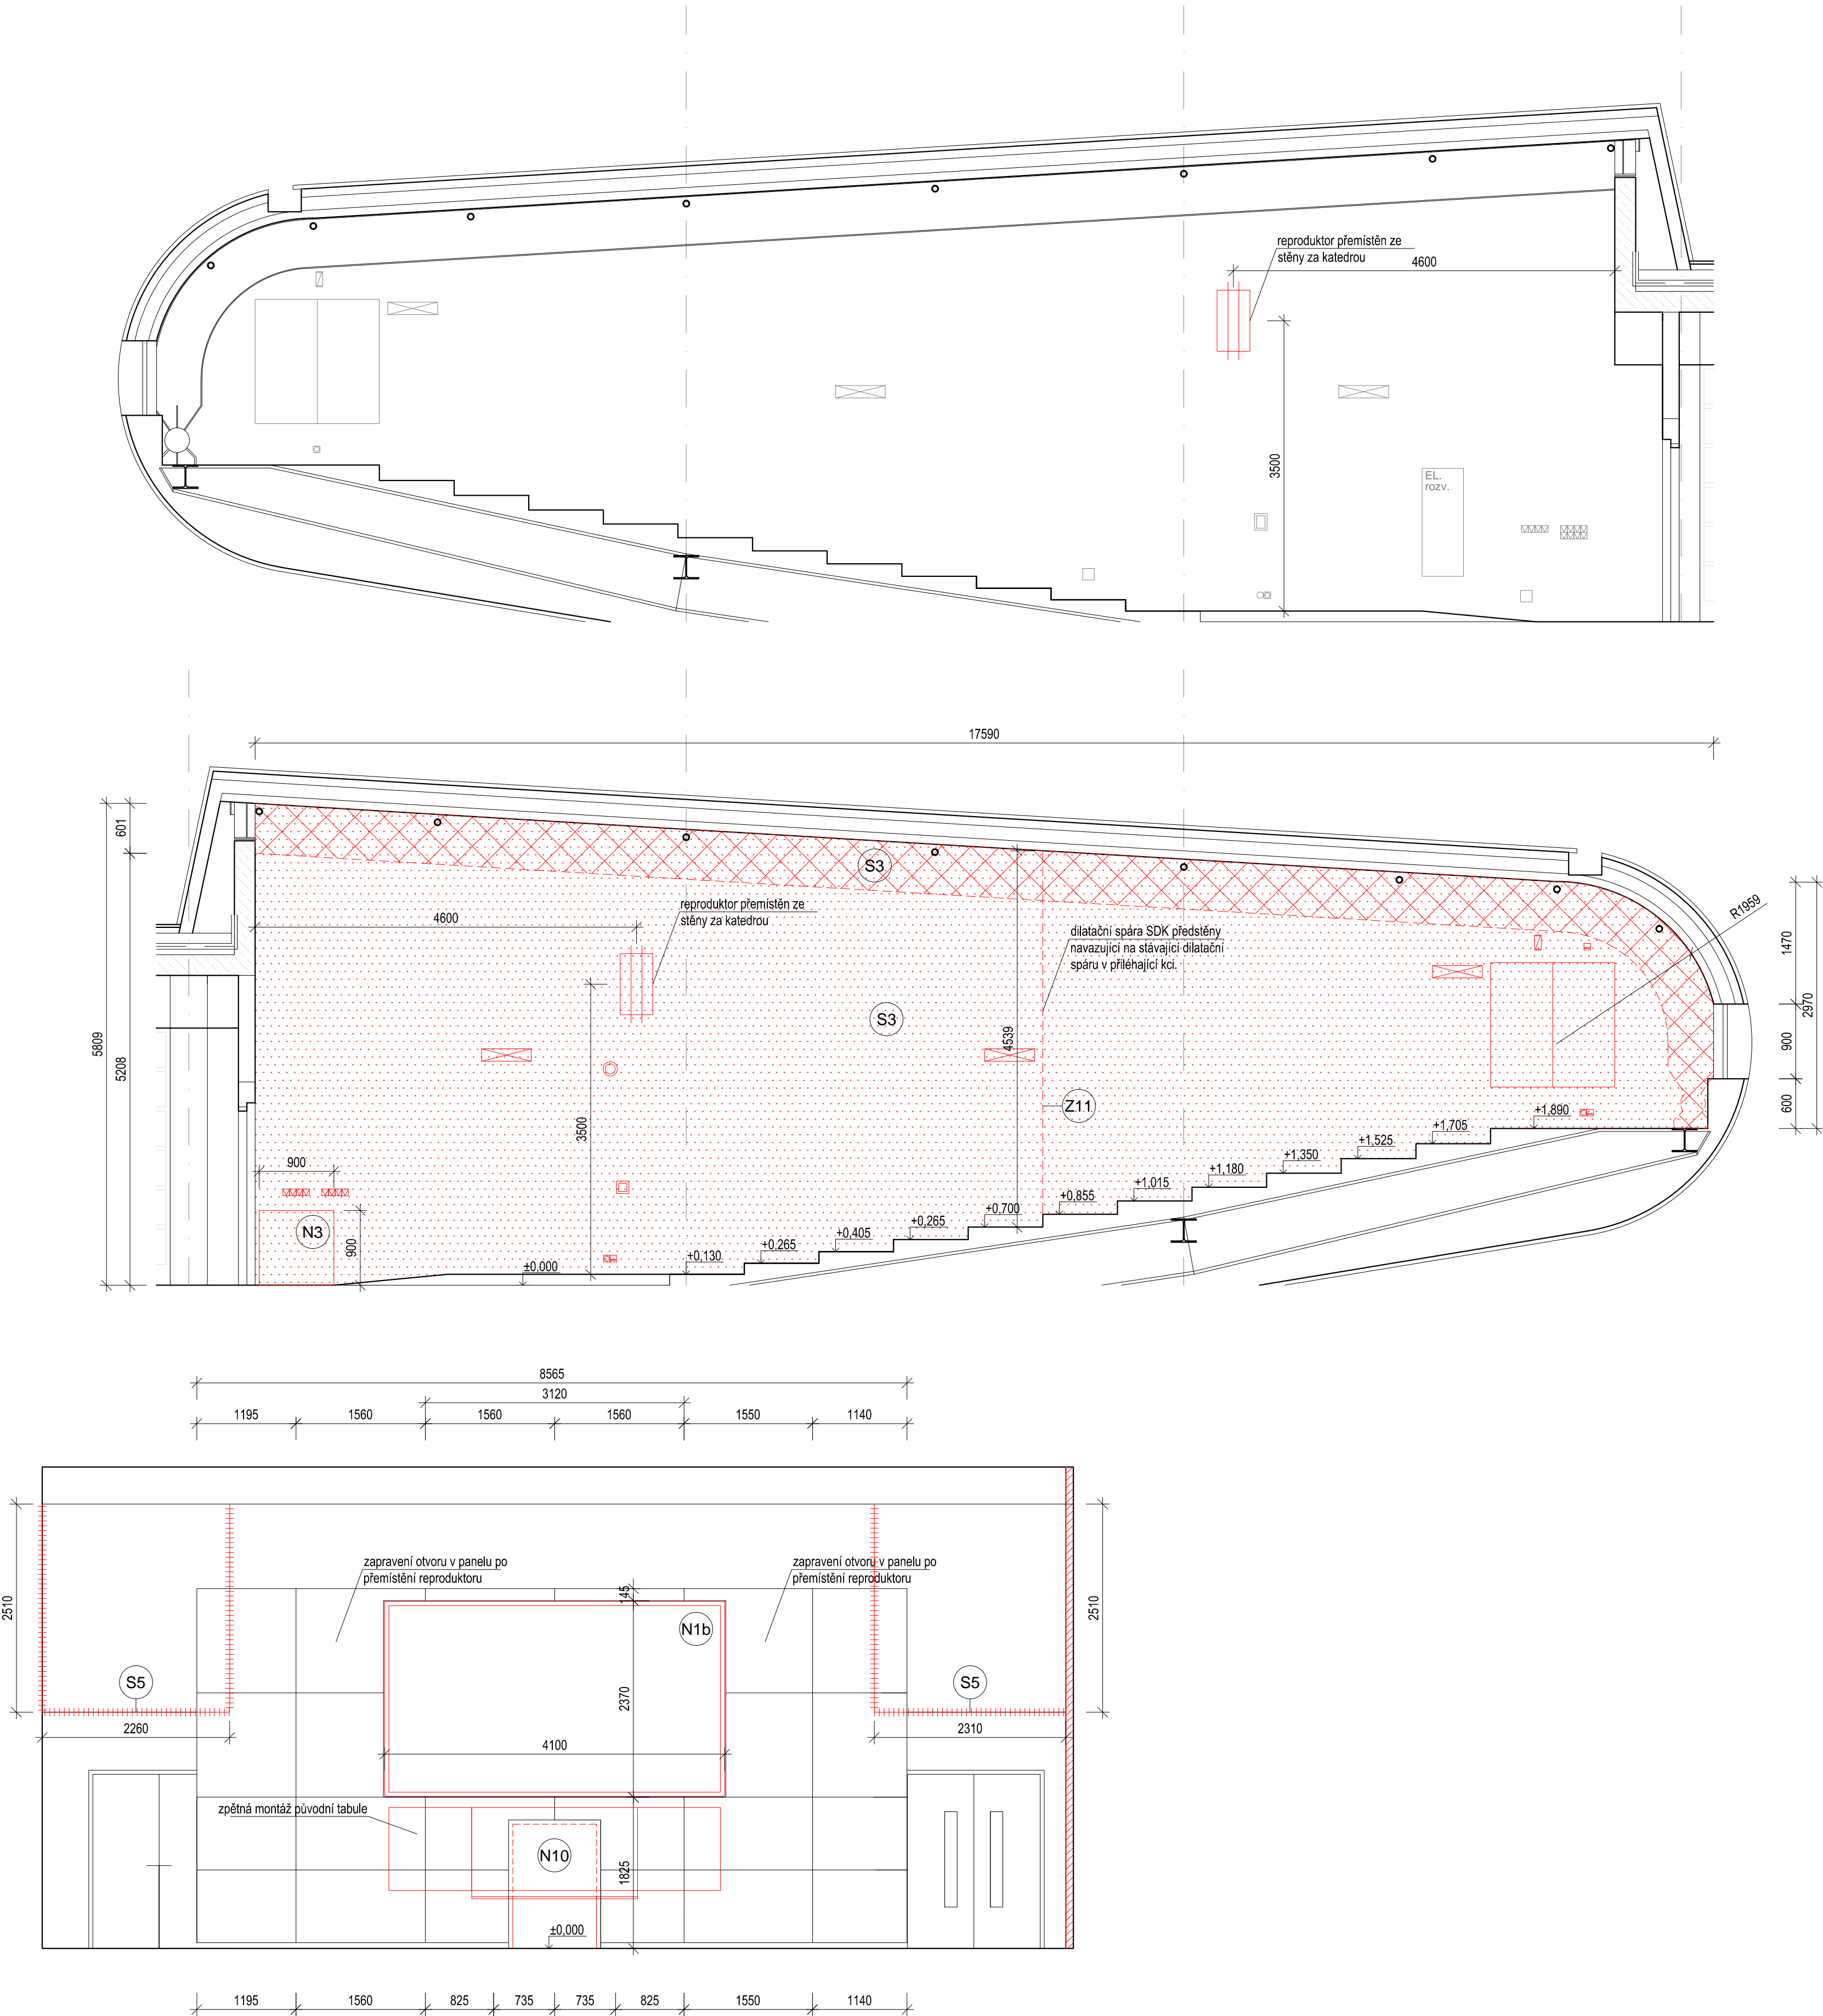 reproduktor přemístěn ze
stěny za katedrou
4600
3500
EL.
rozv.
17590
601
5809
5208
S3
4600
reproduktor přemístěn ze
stěny za katedrou
dilatační spára SDK předstěny
navazující na stávající dilatační
spáru v přiléhající kci.
R1959
1470
2970
900
600
S3
4539
3500
Z11
900
N3
900
±0,000
+0,130
+0,265
+0,405
+0,265
+0,700
+0,855
+1,015
+1,180
+1,350
+1,525
+1,705
+1,890
8565
3120
1195
1560
1560
1560
1550
1140
2510
zapravení otvoru v panelu po
přemístění reproduktoru
zapravení otvoru v panelu po
přemístění reproduktoru
145
2510
N1b
S5
S5
2370
2260
2310
4100
zpětná montáž původní tabule
N10
1825
±0,000
1195
1560
825
735
735
825
1550
1140